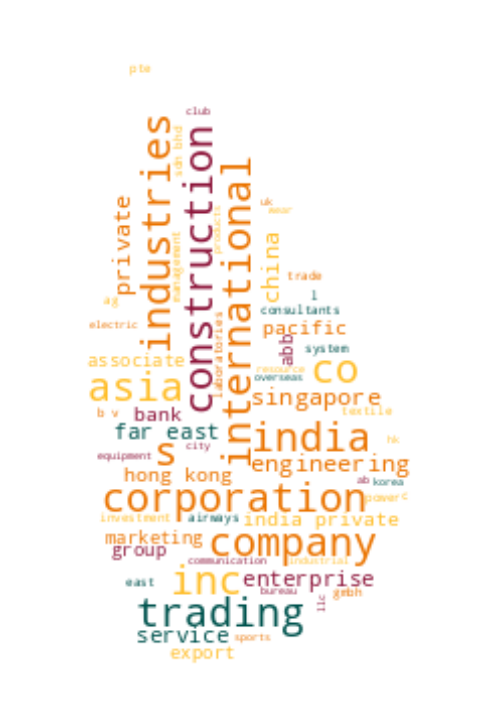 pte
club
industries
construction
sdn bhd
international
private
uk
wear
products
management
china
trade
ag
l
consultants
electric
laboratories
pacific
abb
system
associate
resource
co
overseas
asia
singapore
b v
bank
textile
far east
india
hk
city
s
equipment
engineering
hong kong
ab
korea
corporation
power
c
investment
airways
india private
marketing
company
group
communication
industrial
east
inc
enterprise
bureau
gmbh
llc
trading
service
sports
export